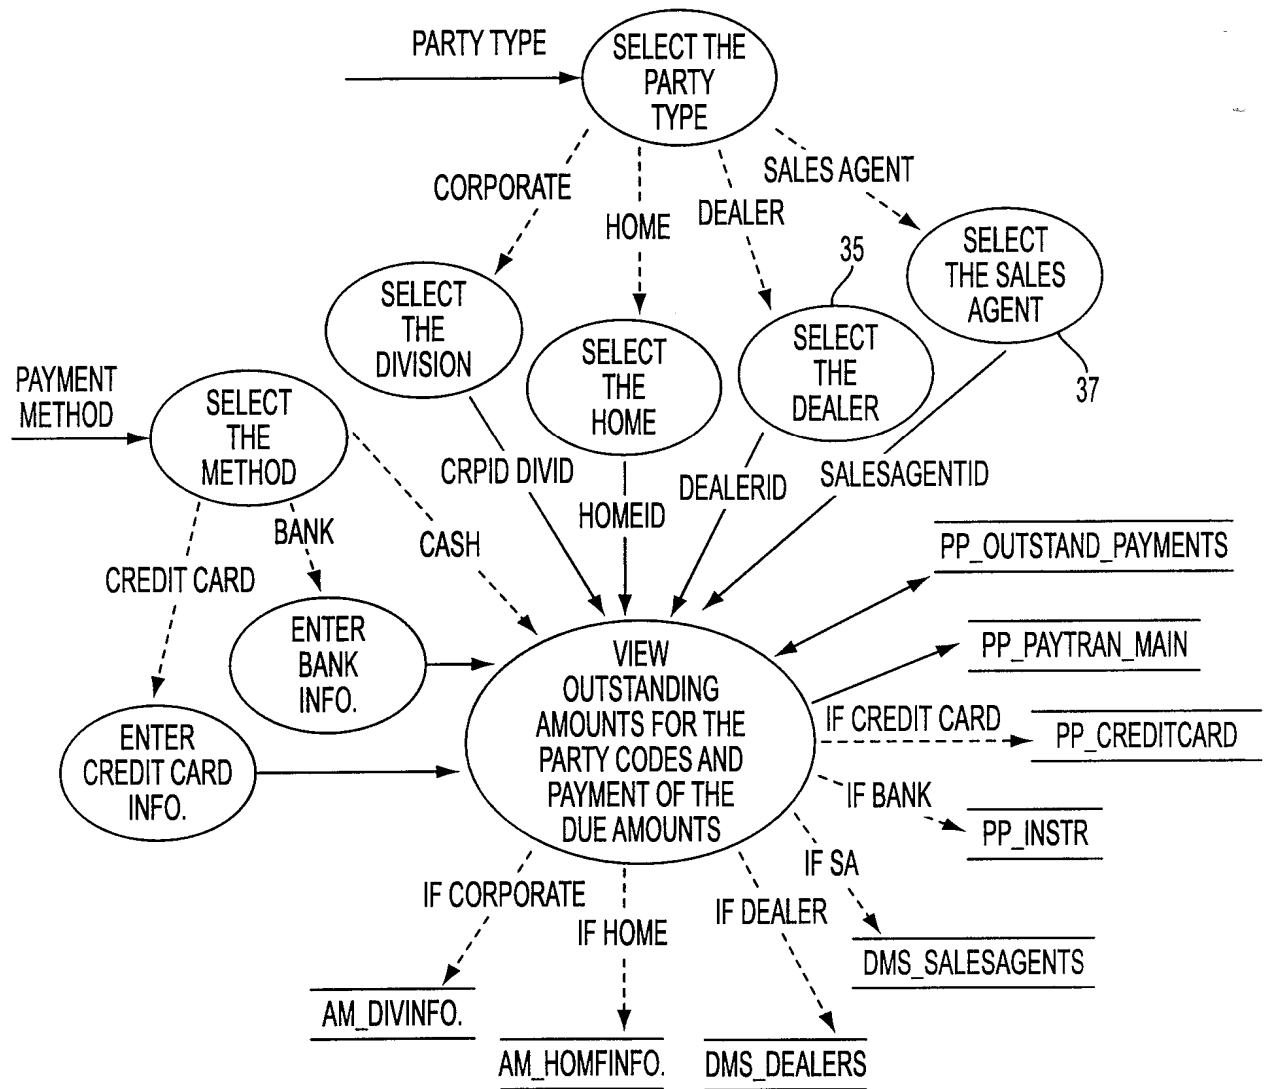 PARTY TYPE
SELECT THE
PARTY
TYPE
CORPORATE
HOME
DEALER
SALES AGENT
SELECT
THE
DIVISION
SELECT
THE
HOME
35
SELECT
THE
DEALER
SELECT
THE SALES
AGENT
37
PAYMENT
METHOD
SELECT
THE
METHOD
CRPID DIVID
HOMEID
DEALERID
SALESAGENTID
CREDIT CARD
BANK
CASH
ENTER
BANK
INFO.
ENTER
CREDIT CARD
INFO.
VIEW
OUTSTANDING
AMOUNTS FOR THE
PARTY CODES AND
PAYMENT OF THE
DUE AMOUNTS
PP_OUTSTAND_PAYMENTS
PP_PAYTRAN_MAIN
IF CREDIT CARD
PP_CREDITCARD
IF BANK
PP_INSTR
IF SA
DMS_SALESAGENTS
IF CORPORATE
IF HOME
IF DEALER
AM_DIVINFO.
AM_HOMFINFO.
DMS_DEALERS